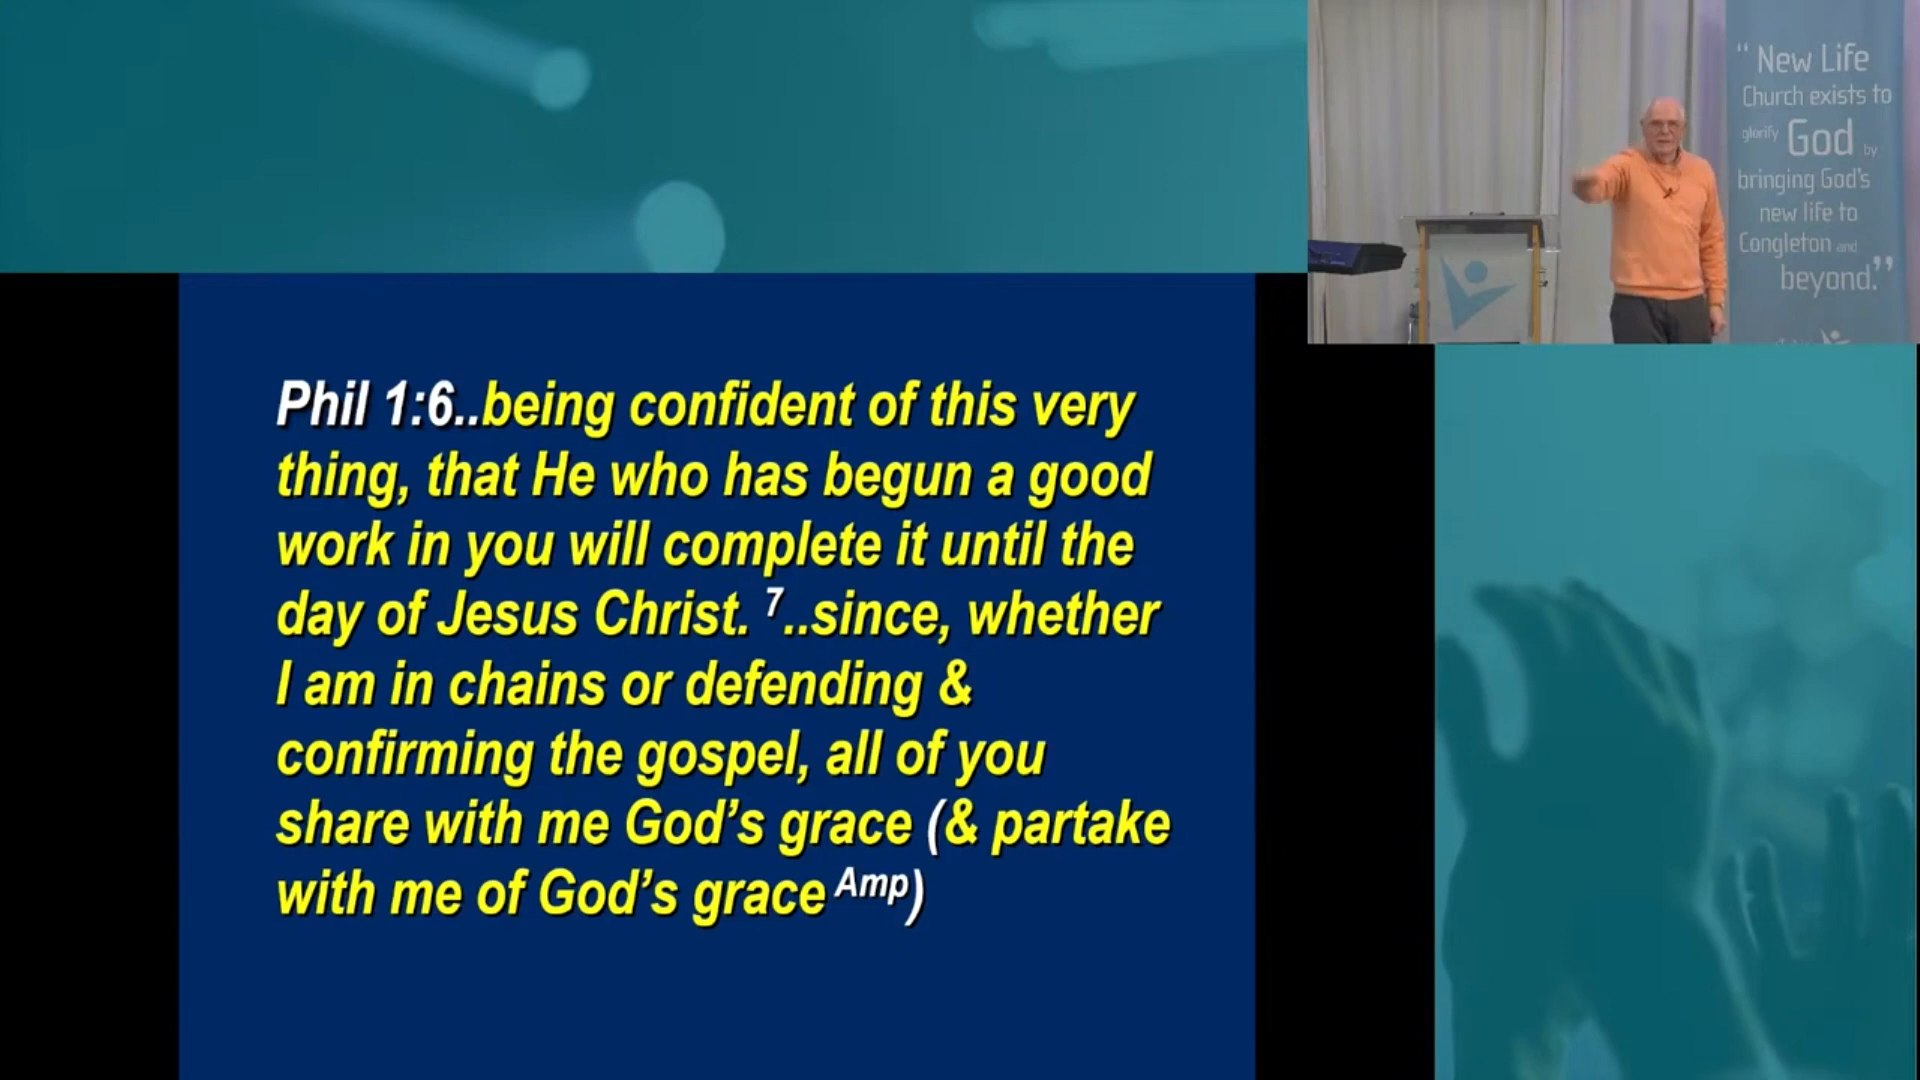 Phil 1:6..being confident of this very
thing, that He who has begun a good
work in you will complete it until the
day of Jesus Christ. 7..since, whether
I am in chains or defending &
confirming the gospel, all of you
share with me God's grace (& partake
with me of God's grace Amp)
“ New Life
Church exists to
glorify God by
bringing God's
new life to
Congleton and
beyond.”